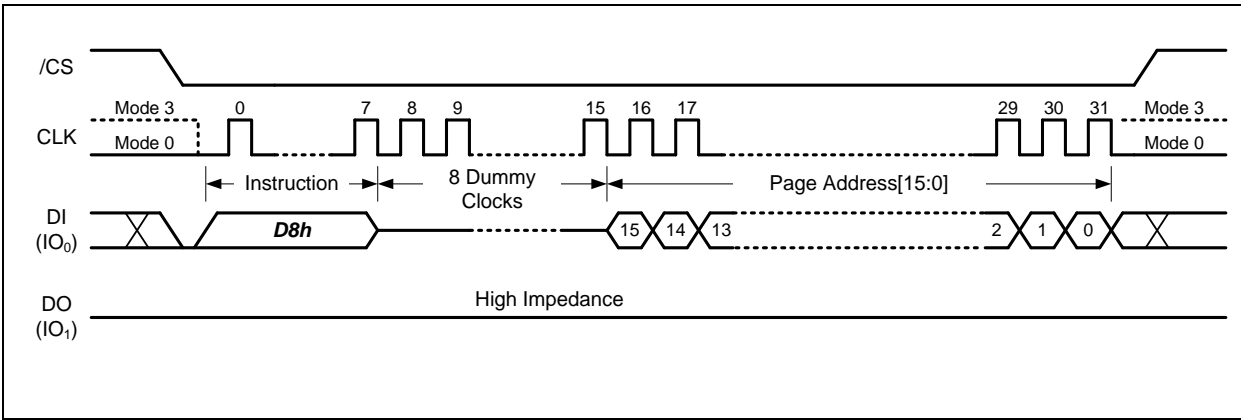 /CS
Mode 3 0 7 8 9 15 16 17 29 30 31 Mode 3
CLK
Mode 0 Mode 0
Instruction 8 Dummy Page Address[15:0]
Clocks
DI
(IO0) D8h 15 14 13 2 1 0
High Impedance
DO
(IO1)